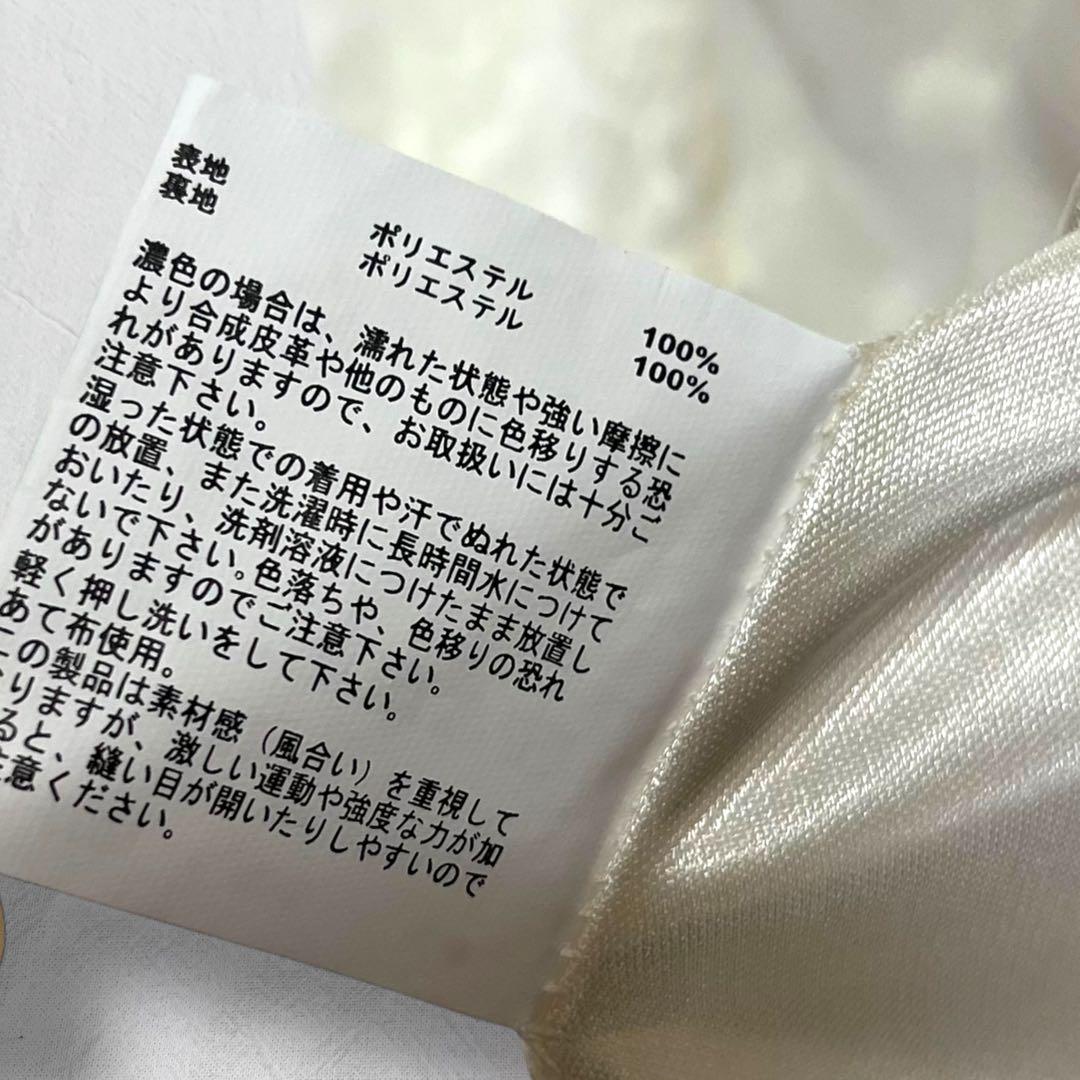 表地 ポリエステル 100%
裏地 ポリエステル 100%
濃色の場合は、濡れた状態や強い摩擦に
より合成皮革や他のものに色移りする恐
れがありますので、お取扱いには十分ご
注意下さい。
湿った状態での着用や汗でぬれた状態で
の放置、また洗濯時に長時間水につけて
おいたり、洗剤溶液につけたまま放置し
ないで下さい。色落ちや、色移りの恐れ
がありますのでご注意下さい。
軽く押し洗いをして下さい。
あて布使用。
この製品は素材感（風合い）を重視して
りますが、激しい運動や強度な力が加
ると、縫い目が開いたりしやすいので
意ください。